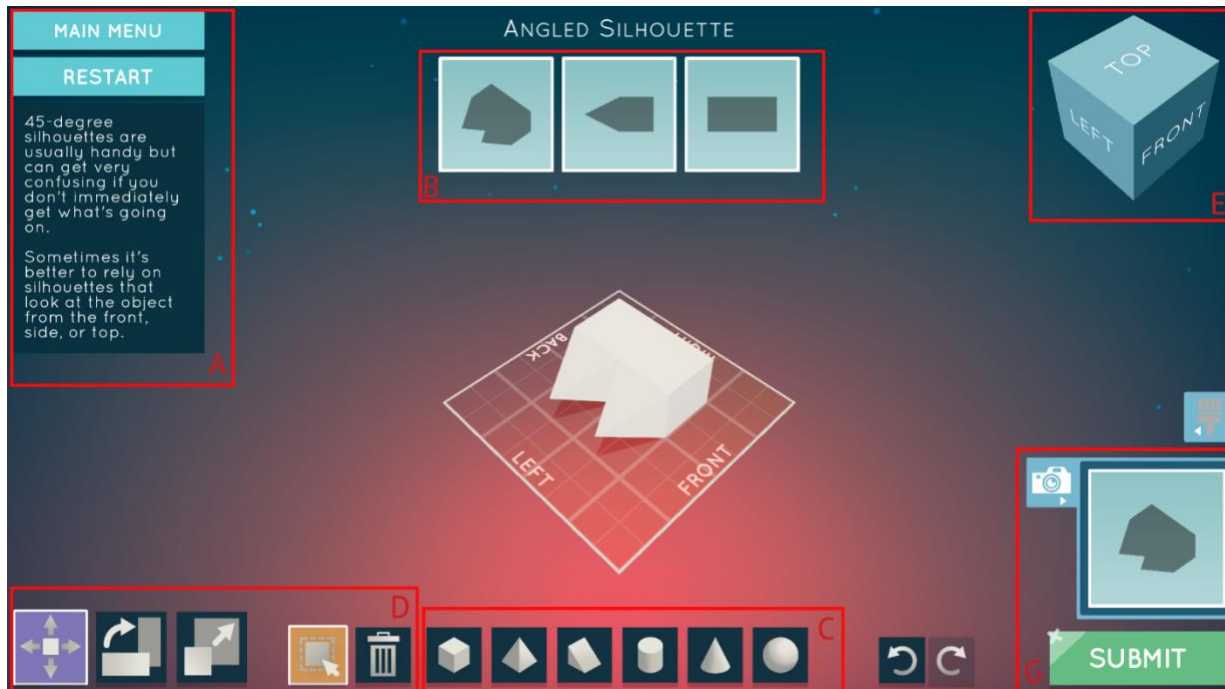 MAIN MENU
RESTART
45-degree
silhouettes are
usually handy but
can get very
confusing if you
don't immediately
get what's going
on.
Sometimes it's
better to rely on
silhouettes that
look at the object
from the front,
side, or top.
A
ANGLED SILHOUETTE
B
TOP
LEFT
FRONT
E
BACK
RIGHT
LEFT
FRONT
D
C
G
SUBMIT